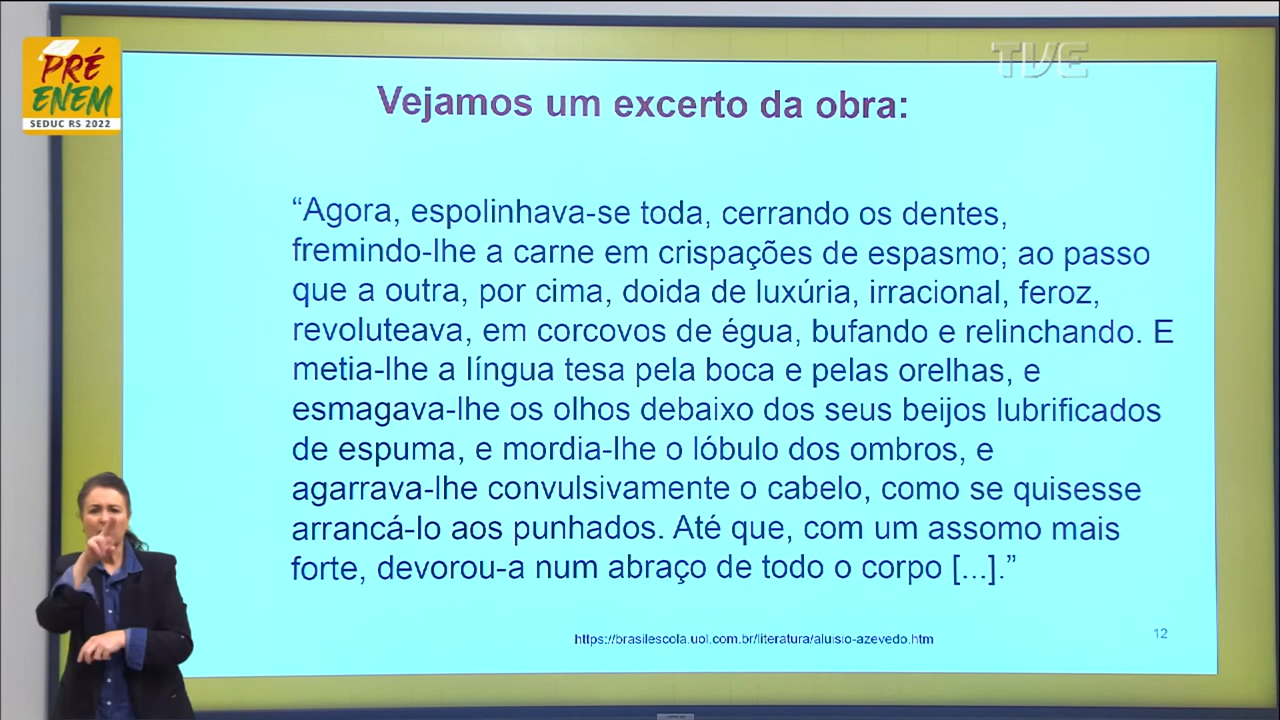 PRÉ
ENEM
SEDUC RS 2022
TVE
Vejamos um excerto da obra:
“Agora, espolinhava-se toda, cerrando os dentes,
fremindo-lhe a carne em crispações de espasmo; ao passo
que a outra, por cima, doida de luxúria, irracional, feroz,
revoluteava, em corcovos de égua, bufando e relinchando. E
metia-lhe a língua tesa pela boca e pelas orelhas, e
esmagava-lhe os olhos debaixo dos seus beijos lubrificados
de espuma, e mordia-lhe o lóbulo dos ombros, e
agarrava-lhe convulsivamente o cabelo, como se quisesse
arrancá-lo aos punhados. Até que, com um assomo mais
forte, devorou-a num abraço de todo o corpo [...].”
https://brasilescola.uol.com.br/literatura/aluisio-azevedo.htm
12